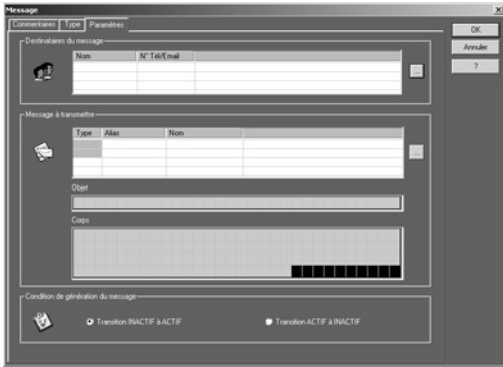 Message
Commentaires Type Paramètres
OK
Annuler
?
Destinataires du message
Nom N° Tél/Email
...
Message à transmettre
Type Alias Nom
...
Objet
Corps
Condition de génération du message
Transition INACTIF à ACTIF Transition ACTIF à INACTIF